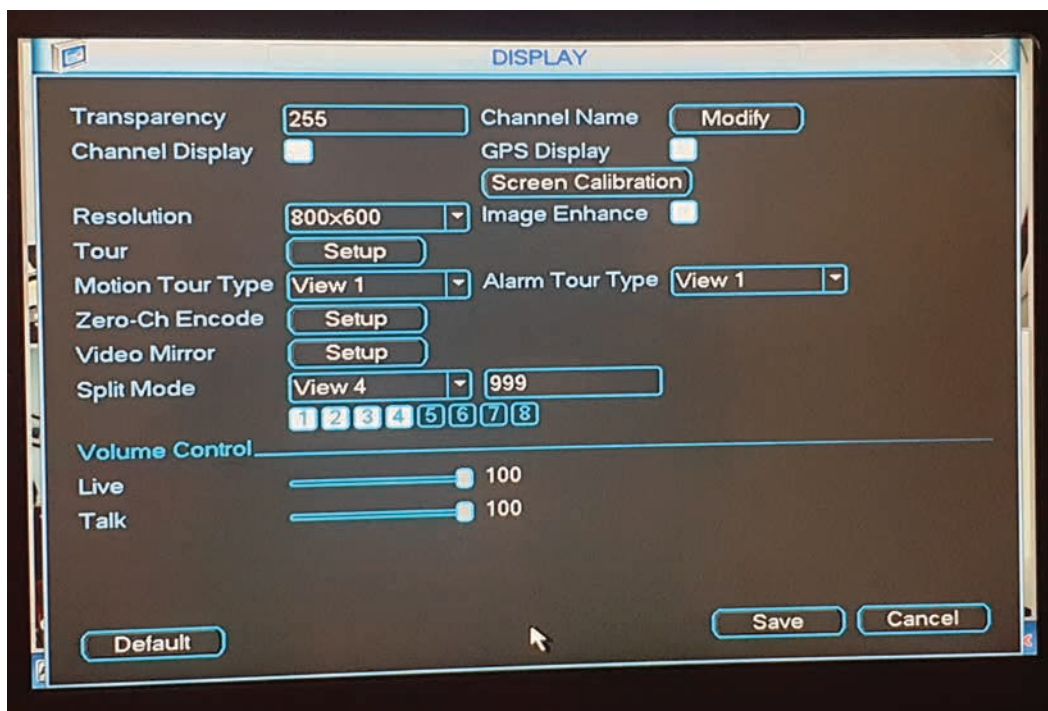 DISPLAY
Transparency 255 Channel Name Modify
Channel Display GPS Display
Screen Calibration
Resolution 800×600 Image Enhance
Tour Setup
Motion Tour Type View 1 Alarm Tour Type View 1
Zero-Ch Encode Setup
Video Mirror Setup
Split Mode View 4 999
1 2 3 4 5 6 7 8
Volume Control
Live 100
Talk 100
Default Save Cancel